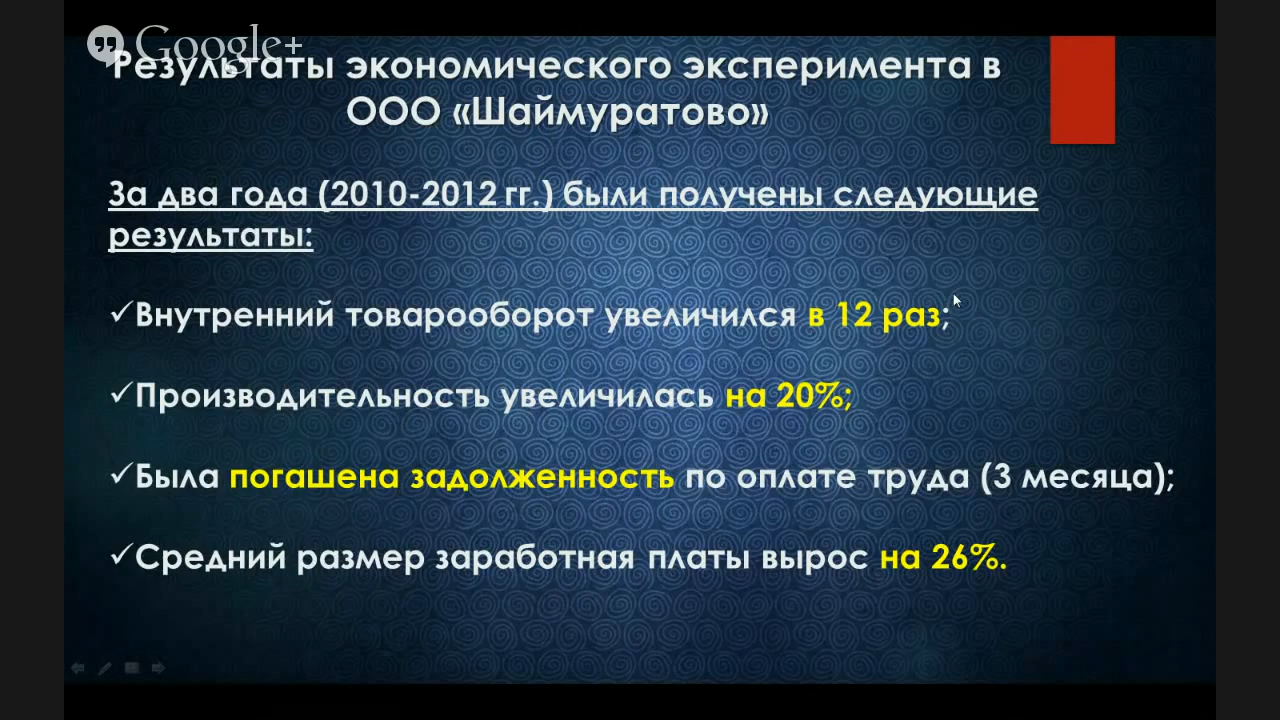 Google+
Результаты экономического эксперимента в
ООО «Шаймуратово»
За два года (2010-2012 гг.) были получены следующие
результаты:
✓Внутренний товарооборот увеличился в 12 раз;
✓Производительность увеличилась на 20%;
✓Была погашена задолженность по оплате труда (3 месяца);
✓Средний размер заработная платы вырос на 26%.